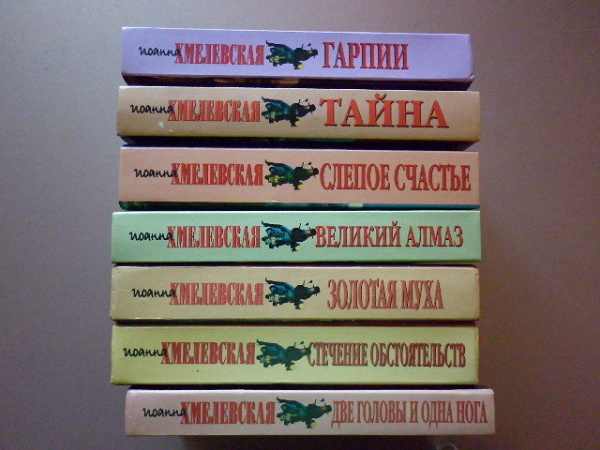 иоанна ХМЕЛЕВСКАЯ ГАРПИИ
иоанна ХМЕЛЕВСКАЯ ТАЙНА
иоанна ХМЕЛЕВСКАЯ СЛЕПОЕ СЧАСТЬЕ
иоанна ХМЕЛЕВСКАЯ ВЕЛИКИЙ АЛМАЗ
иоанна ХМЕЛЕВСКАЯ ЗОЛОТАЯ МУХА
иоанна ХМЕЛЕВСКАЯ СТЕЧЕНИЕ ОБСТОЯТЕЛЬСТВ
иоанна ХМЕЛЕВСКАЯ ДВЕ ГОЛОВЫ И ОДНА НОГА